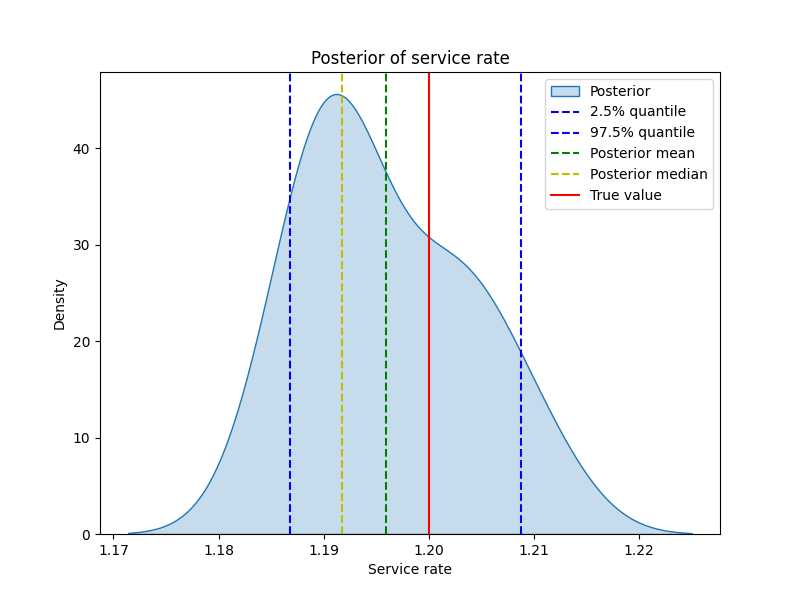 Posterior of service rate
Posterior
2.5% quantile
97.5% quantile
Posterior mean
Posterior median
True value
Density
40
30
20
10
0
1.17 1.18 1.19 1.20 1.21 1.22
Service rate